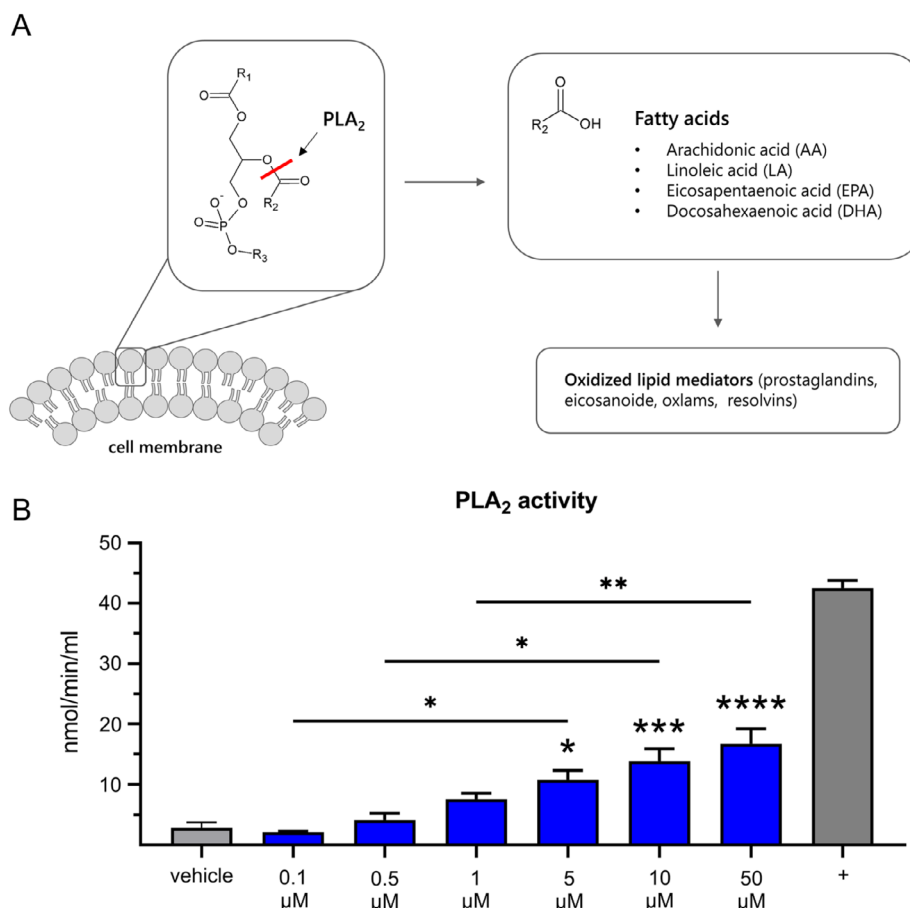 A
R1
O
O
PLA2
O
O
R2
O-
O
O
P
O
R3
cell membrane
O
R2
OH
Fatty acids
• Arachidonic acid (AA)
• Linoleic acid (LA)
• Eicosapentaenoic acid (EPA)
• Docosahexaenoic acid (DHA)
Oxidized lipid mediators (prostaglandins,
eicosanoide, oxlams, resolvins)
B
PLA2 activity
nmol/min/ml
50
40
30
20
10
**
*
*
*
***
****
vehicle
0.1 µM
0.5 µM
1 µM
5 µM
10 µM
50 µM
+